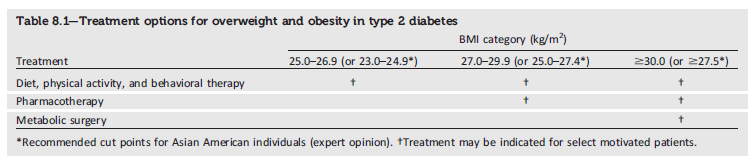 Table 8.1—Treatment options for overweight and obesity in type 2 diabetes
BMI category (kg/m²)
Treatment 25.0–26.9 (or 23.0–24.9*) 27.0–29.9 (or 25.0–27.4*) ≥30.0 (or ≥27.5*)
Diet, physical activity, and behavioral therapy † † †
Pharmacotherapy † †
Metabolic surgery †
*Recommended cut points for Asian American individuals (expert opinion). †Treatment may be indicated for select motivated patients.